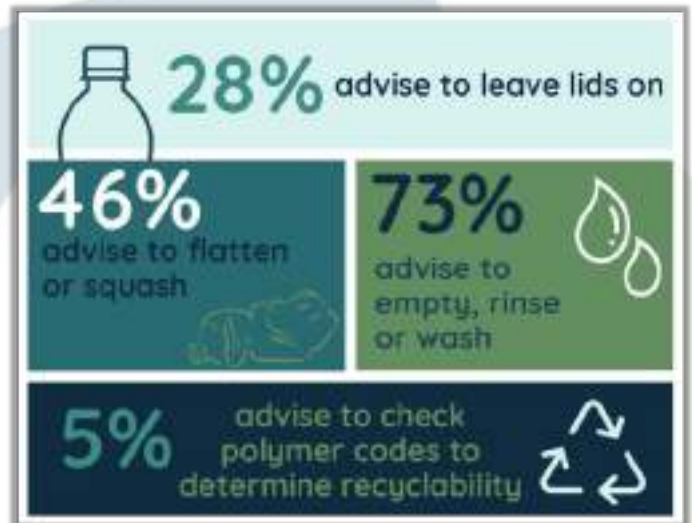 28% advise to leave lids on
46%
advise to flatten
or squash
73%
advise to
empty, rinse
or wash
5%
advise to check
polymer codes to
determine recyclability